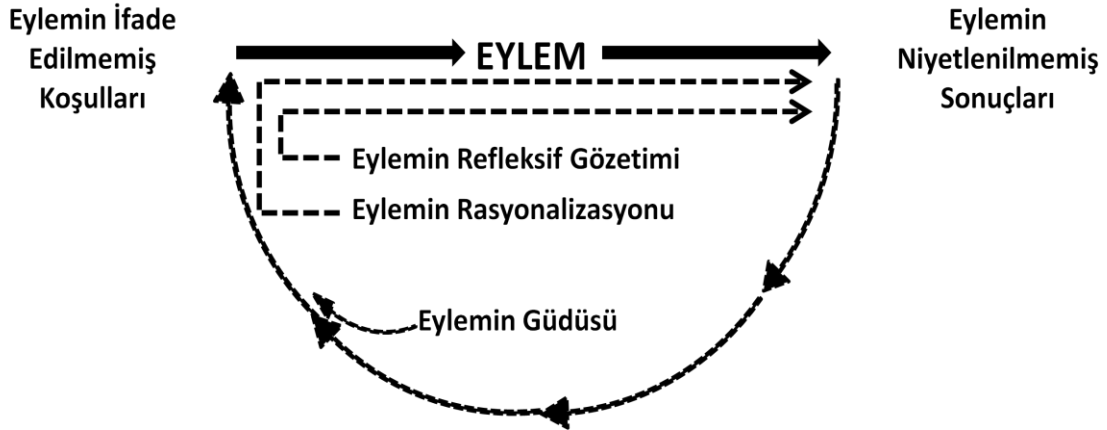 Eylemin İfade
Edilmemiş
Koşulları
EYLEM
Eylemin
Niyetlenilmemiş
Sonuçları
Eylemin Refleksif Gözetimi
Eylemin Rasyonalizasyonu
Eylemin Güdüsü